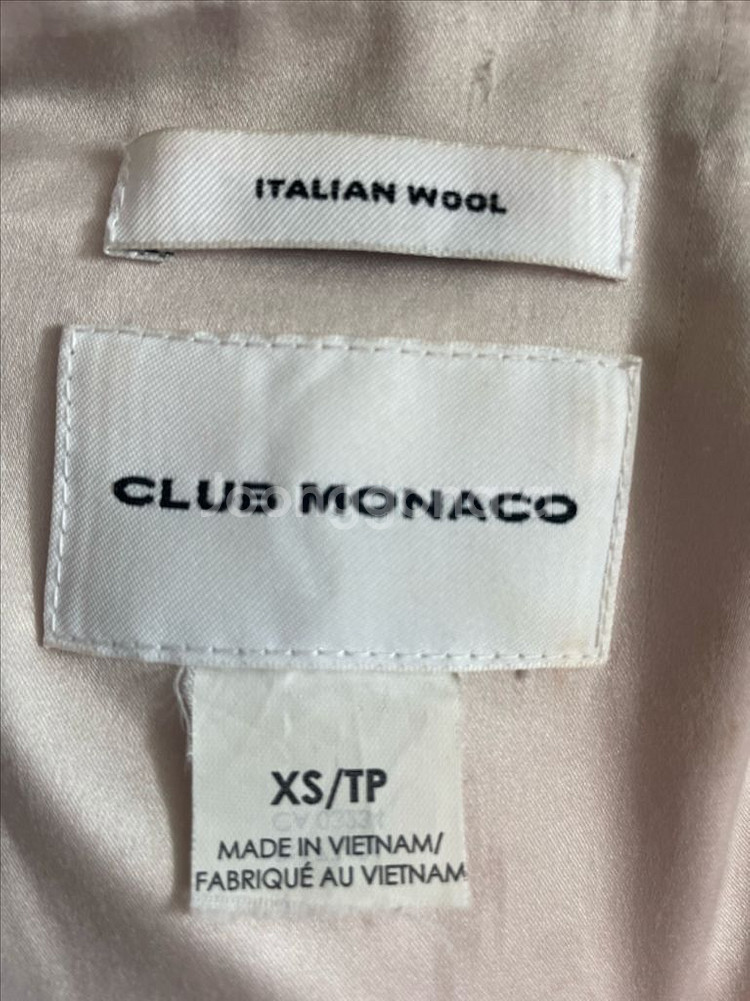 ITALIAN WOOL
CLUB MONACO
XS/TP
MADE IN VIETNAM/
FABRIQUÉ AU VIETNAM